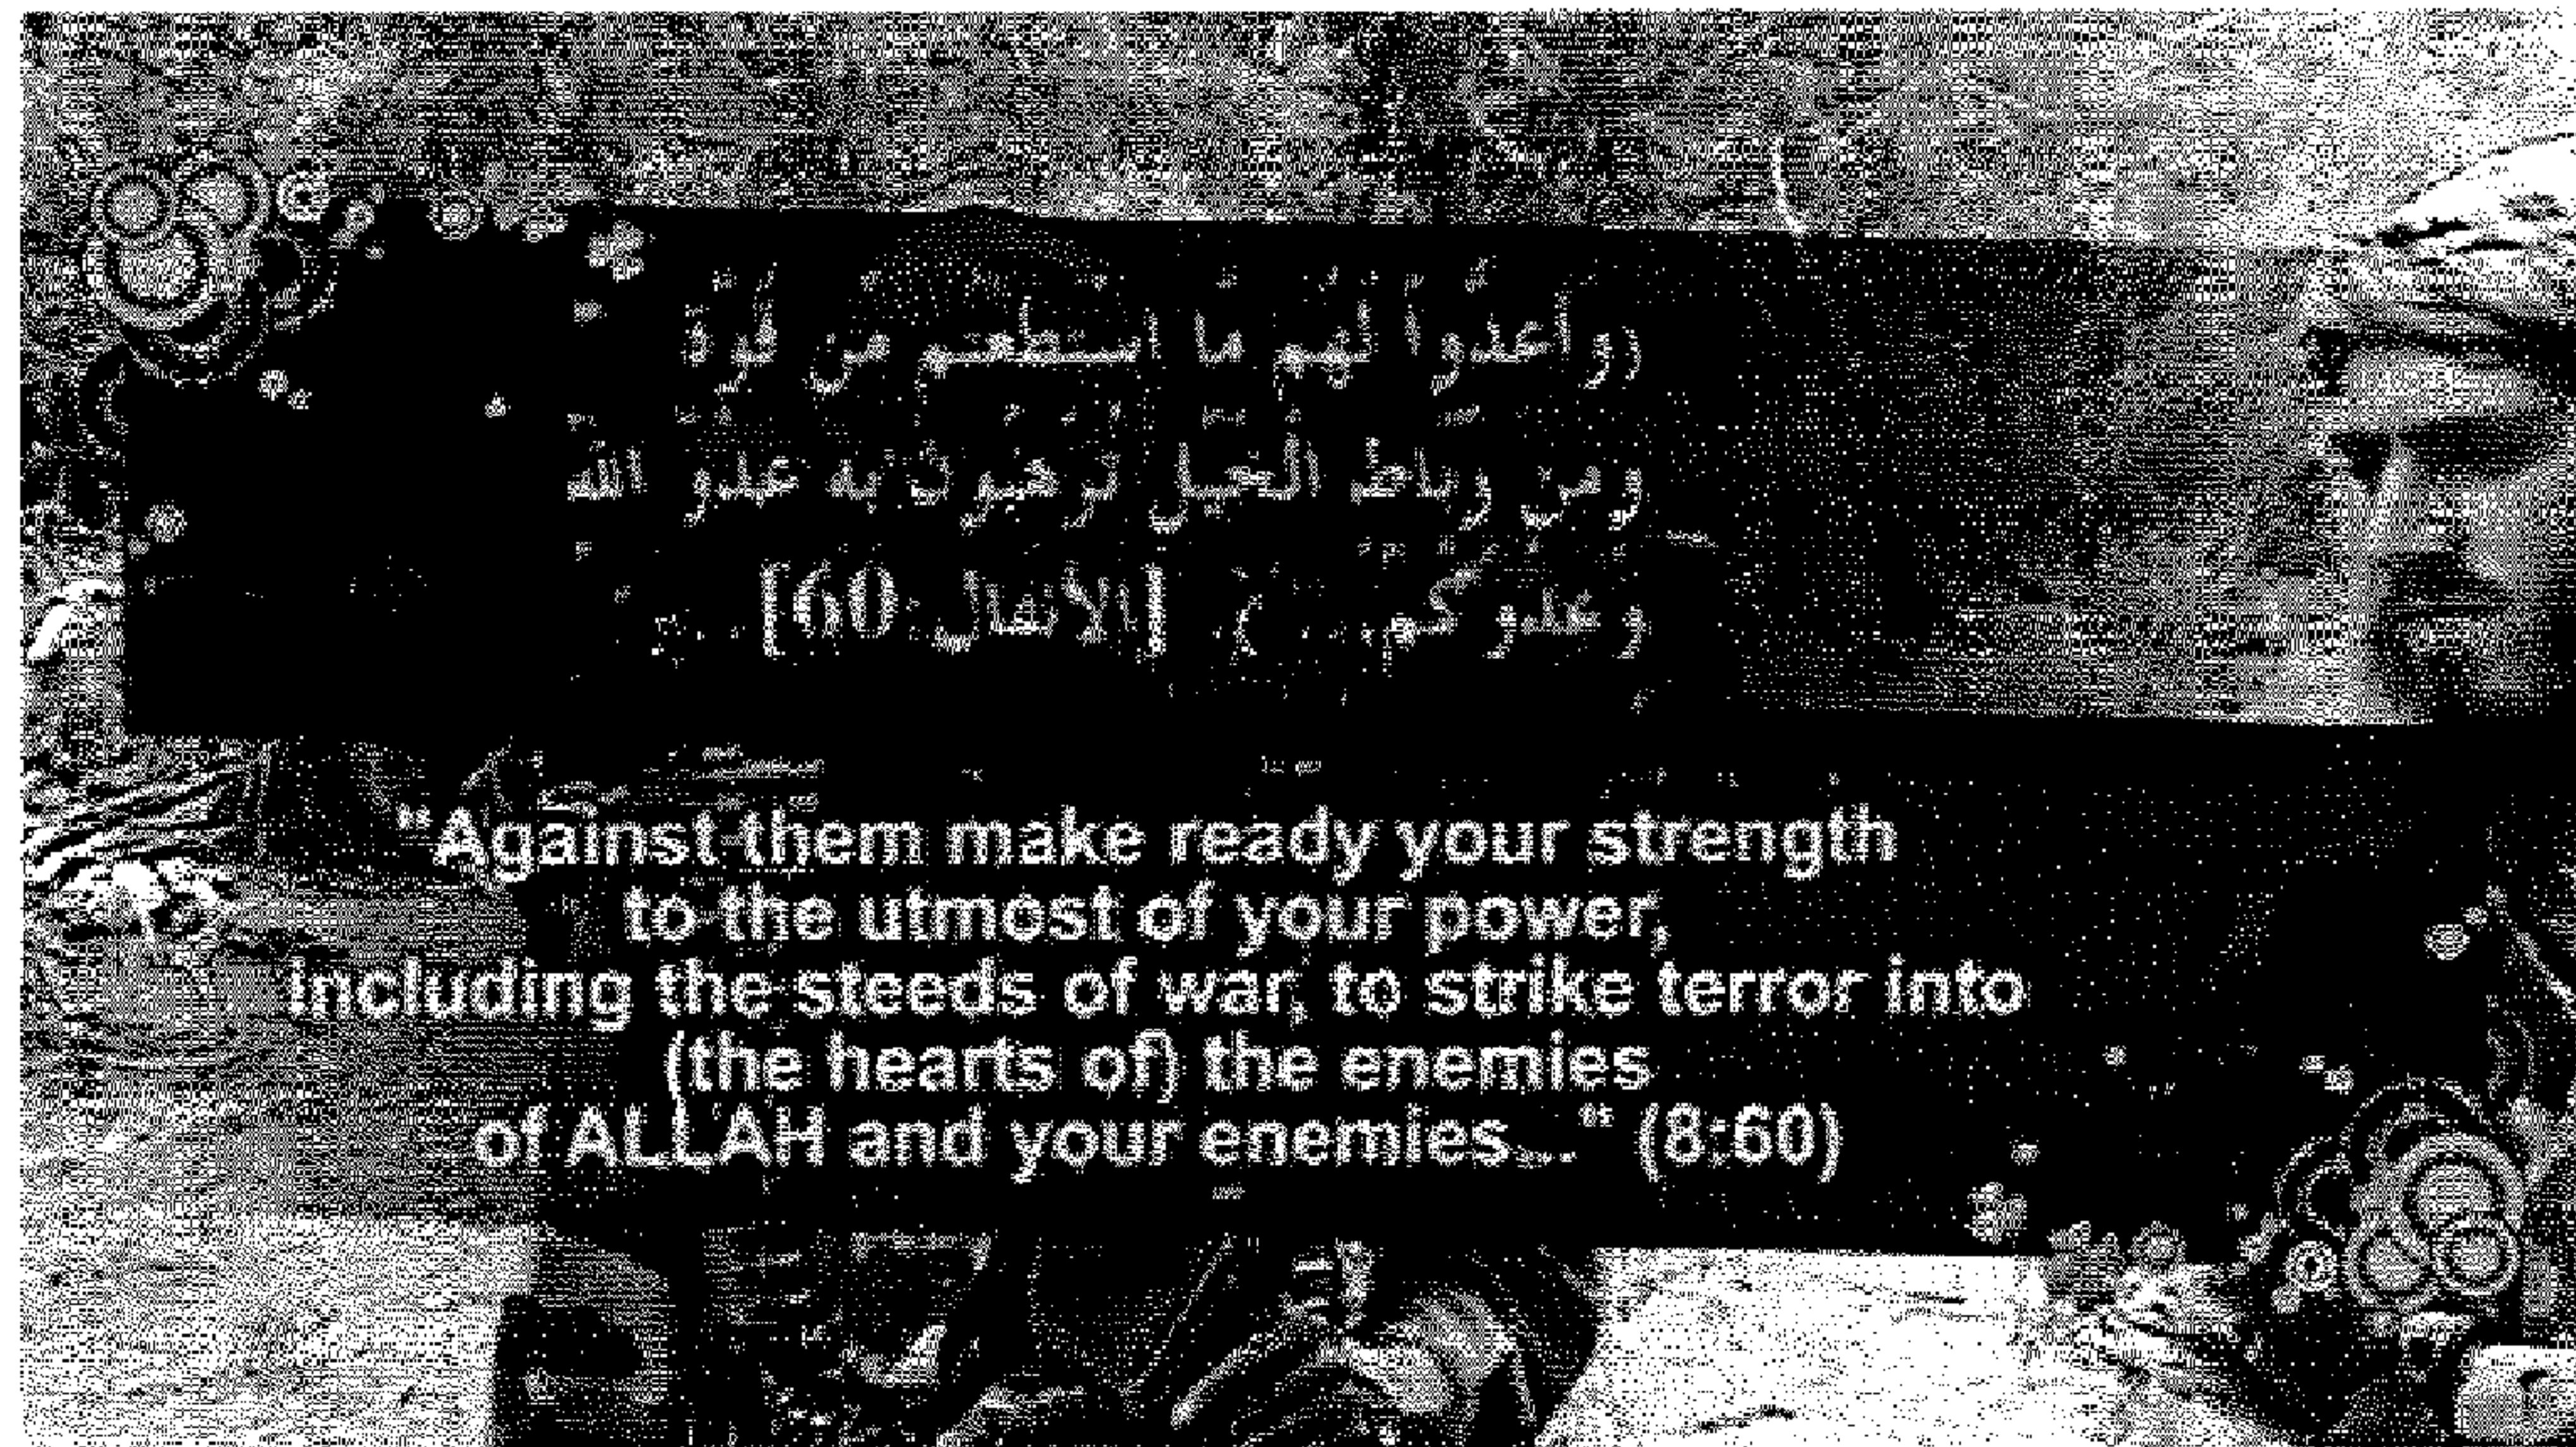 وأعدوا لهم ما استطعتم من قوة
ومن رباط الخيل ترهبون به عدو الله
وعدوكم ... [الأنفال:60]
"Against them make ready your strength
to the utmost of your power,
including the steeds of war, to strike terror into
(the hearts of) the enemies
of ALLAH and your enemies... " (8:60)